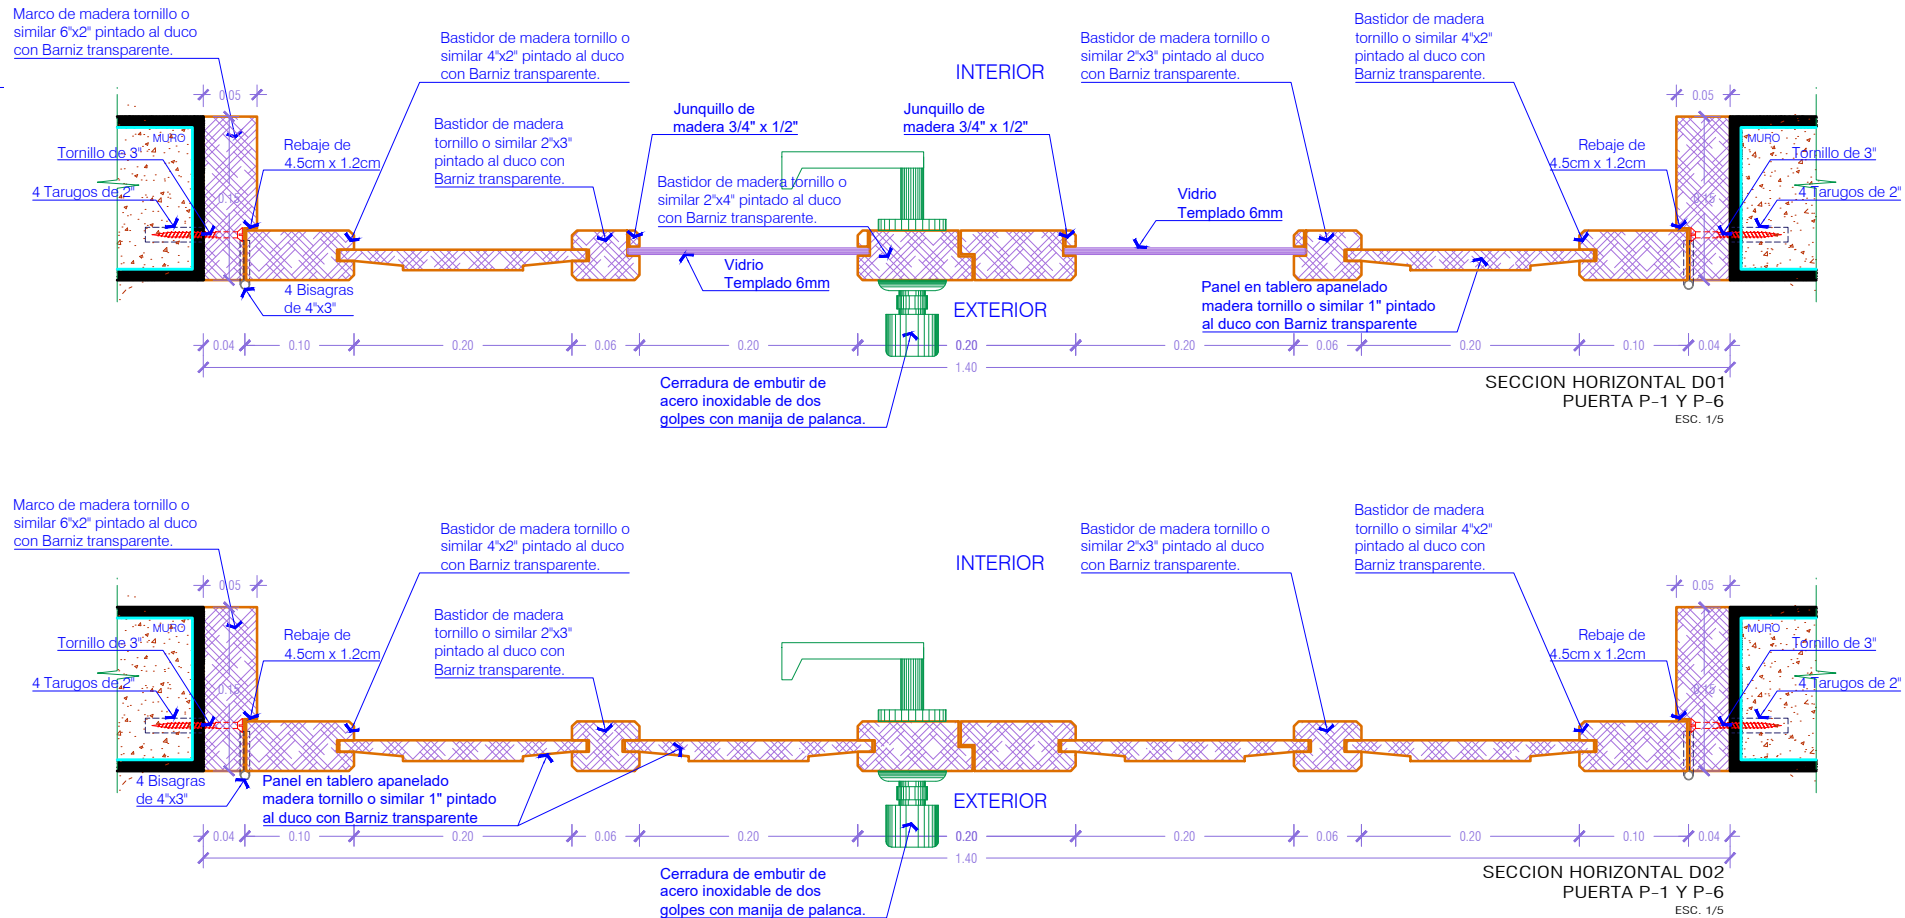 Marco de madera tornillo o
similar 6"x2" pintado al duco
con Barniz transparente.
Bastidor de madera tornillo o
similar 4"x2" pintado al duco
con Barniz transparente.
INTERIOR
Bastidor de madera tornillo o
similar 2"x3" pintado al duco
con Barniz transparente.
Bastidor de madera
tornillo o similar 4"x2"
pintado al duco con
Barniz transparente.
0.05
0.05
Junquillo de
madera 3/4" x 1/2"
Junquillo de
madera 3/4" x 1/2"
Bastidor de madera
tornillo o similar 2"x3"
pintado al duco con
Barniz transparente.
MURO
Tornillo de 3"
4 Tarugos de 2"
0.15
Rebaje de
4.5cm x 1.2cm
Bastidor de madera tornillo o
similar 2"x4" pintado al duco
con Barniz transparente.
Vidrio
Templado 6mm
Rebaje de
4.5cm x 1.2cm
MURO
Tornillo de 3"
4 Tarugos de 2"
0.15
Vidrio
Templado 6mm
4 Bisagras
de 4"x3"
EXTERIOR
Panel en tablero apanelado
madera tornillo o similar 1" pintado
al duco con Barniz transparente
0.04 0.10 0.20 0.06 0.20 0.20 0.20 0.06 0.20 0.10 0.04
1.40
Cerradura de embutir de
acero inoxidable de dos
golpes con manija de palanca.
SECCION HORIZONTAL D01
PUERTA P-1 Y P-6
ESC. 1/5
Marco de madera tornillo o
similar 6"x2" pintado al duco
con Barniz transparente.
Bastidor de madera tornillo o
similar 4"x2" pintado al duco
con Barniz transparente.
INTERIOR
Bastidor de madera tornillo o
similar 2"x3" pintado al duco
con Barniz transparente.
Bastidor de madera
tornillo o similar 4"x2"
pintado al duco con
Barniz transparente.
0.05
0.05
Bastidor de madera
tornillo o similar 2"x3"
pintado al duco con
Barniz transparente.
MURO
Tornillo de 3"
4 Tarugos de 2"
0.15
Rebaje de
4.5cm x 1.2cm
Rebaje de
4.5cm x 1.2cm
MURO
Tornillo de 3"
4 Tarugos de 2"
0.15
4 Bisagras
de 4"x3"
Panel en tablero apanelado
madera tornillo o similar 1" pintado
al duco con Barniz transparente
EXTERIOR
0.04 0.10 0.20 0.06 0.20 0.20 0.20 0.06 0.20 0.10 0.04
1.40
Cerradura de embutir de
acero inoxidable de dos
golpes con manija de palanca.
SECCION HORIZONTAL D02
PUERTA P-1 Y P-6
ESC. 1/5